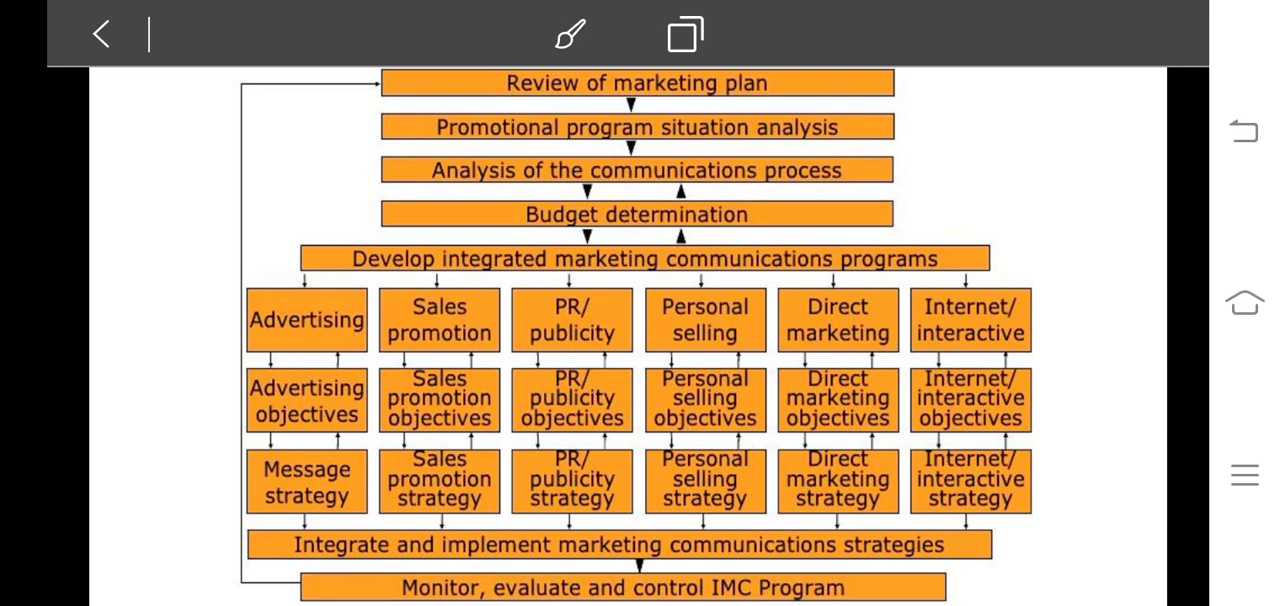 Review of marketing plan
Promotional program situation analysis
Analysis of the communications process
Budget determination
Develop integrated marketing communications programs
Advertising
Sales
promotion
PR/
publicity
Personal
selling
Direct
marketing
Internet/
interactive
Advertising
objectives
Sales
promotion
objectives
PR/
publicity
objectives
Personal
selling
objectives
Direct
marketing
objectives
Internet/
interactive
objectives
Message
strategy
Sales
promotion
strategy
PR/
publicity
strategy
Personal
selling
strategy
Direct
marketing
strategy
Internet/
interactive
strategy
Integrate and implement marketing communications strategies
Monitor, evaluate and control IMC Program